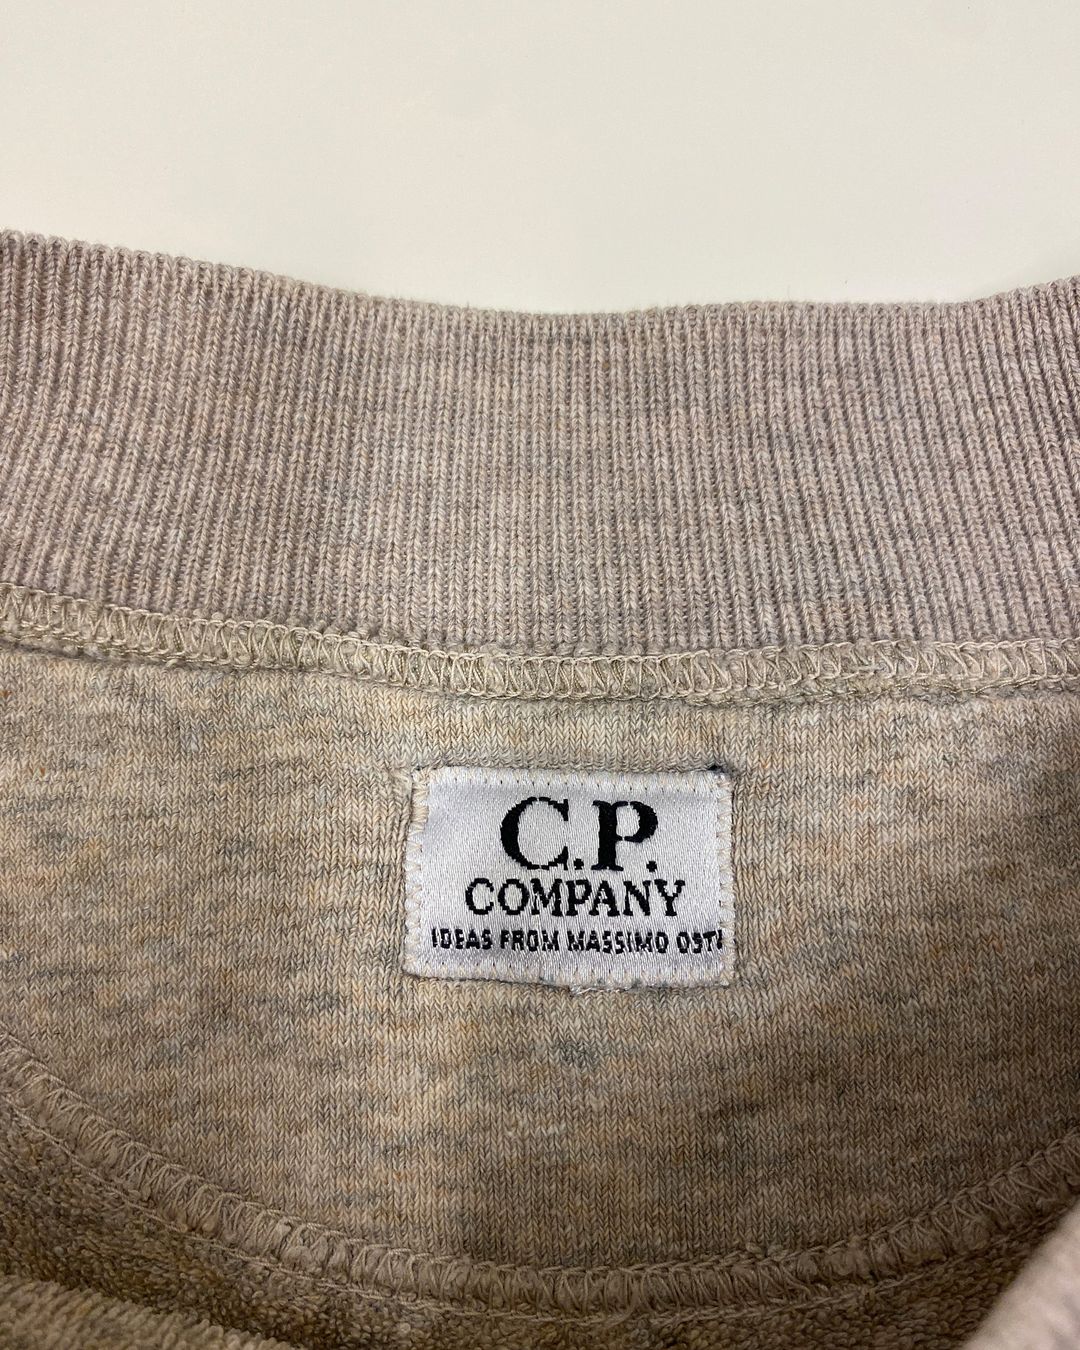 C.P.
COMPANY
IDEAS FROM MASSIMO OSTI